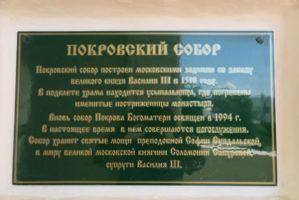 ПОКРОВСКИЙ СОБОР
Покровский собор построен московскими зодчими по заказу
великого князя Василия III в 1518 году.
В подклете храма находится усыпальница, где погребены
именитые постриженицы монастыря.
Вновь собор Покрова Богоматери освящен в 1994 г.
В настоящее время в нем совершаются богослужения.
Собор хранит святые мощи преподобной Софии Суздальской,
в миру великой московской княгини Соломонии Сабуровой,
супруги Василия III.